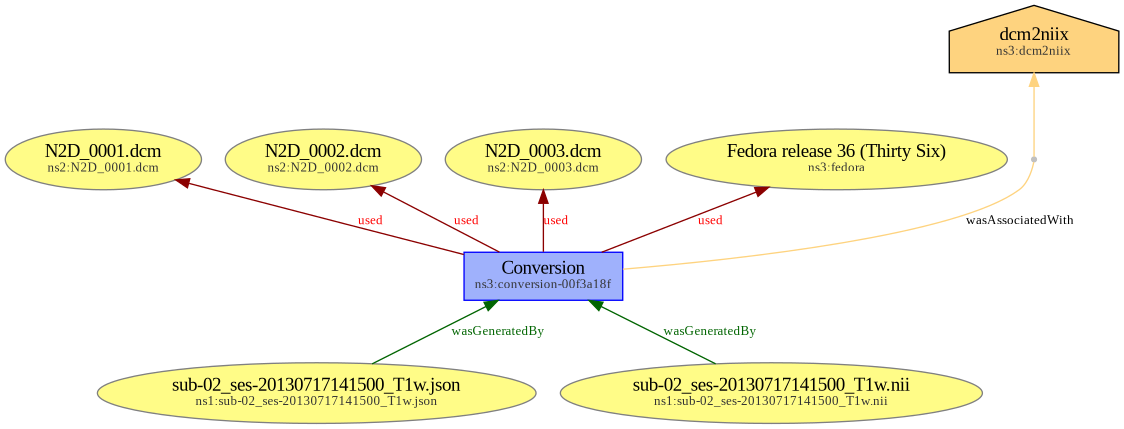 dcm2niix
ns3:dcm2niix
N2D_0001.dcm
ns2:N2D_0001.dcm
N2D_0002.dcm
ns2:N2D_0002.dcm
N2D_0003.dcm
ns2:N2D_0003.dcm
Fedora release 36 (Thirty Six)
ns3:fedora
used
used
used
used
wasAssociatedWith
Conversion
ns3:conversion-00f3a18f
wasGeneratedBy
wasGeneratedBy
sub-02_ses-20130717141500_T1w.json
ns1:sub-02_ses-20130717141500_T1w.json
sub-02_ses-20130717141500_T1w.nii
ns1:sub-02_ses-20130717141500_T1w.nii